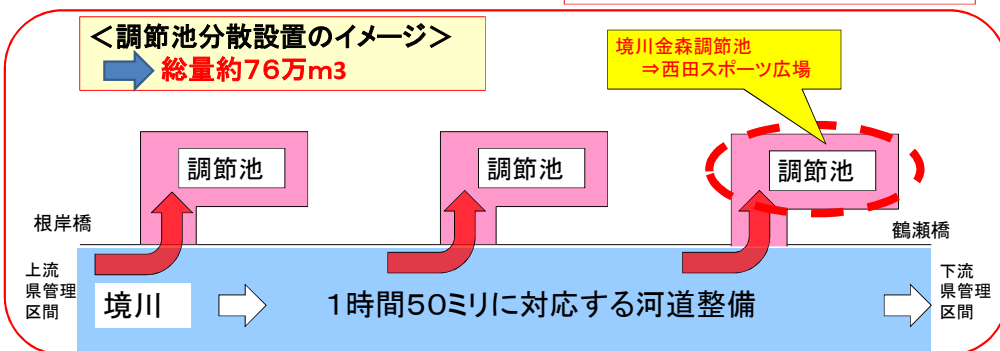 ＜調節池分散設置のイメージ＞
総量約７６万m3
境川金森調節池
⇒西田スポーツ広場
調節池
調節池
調節池
根岸橋
鶴瀬橋
上流
県管理
区間
境川
１時間５０ミリに対応する河道整備
下流
県管理
区間